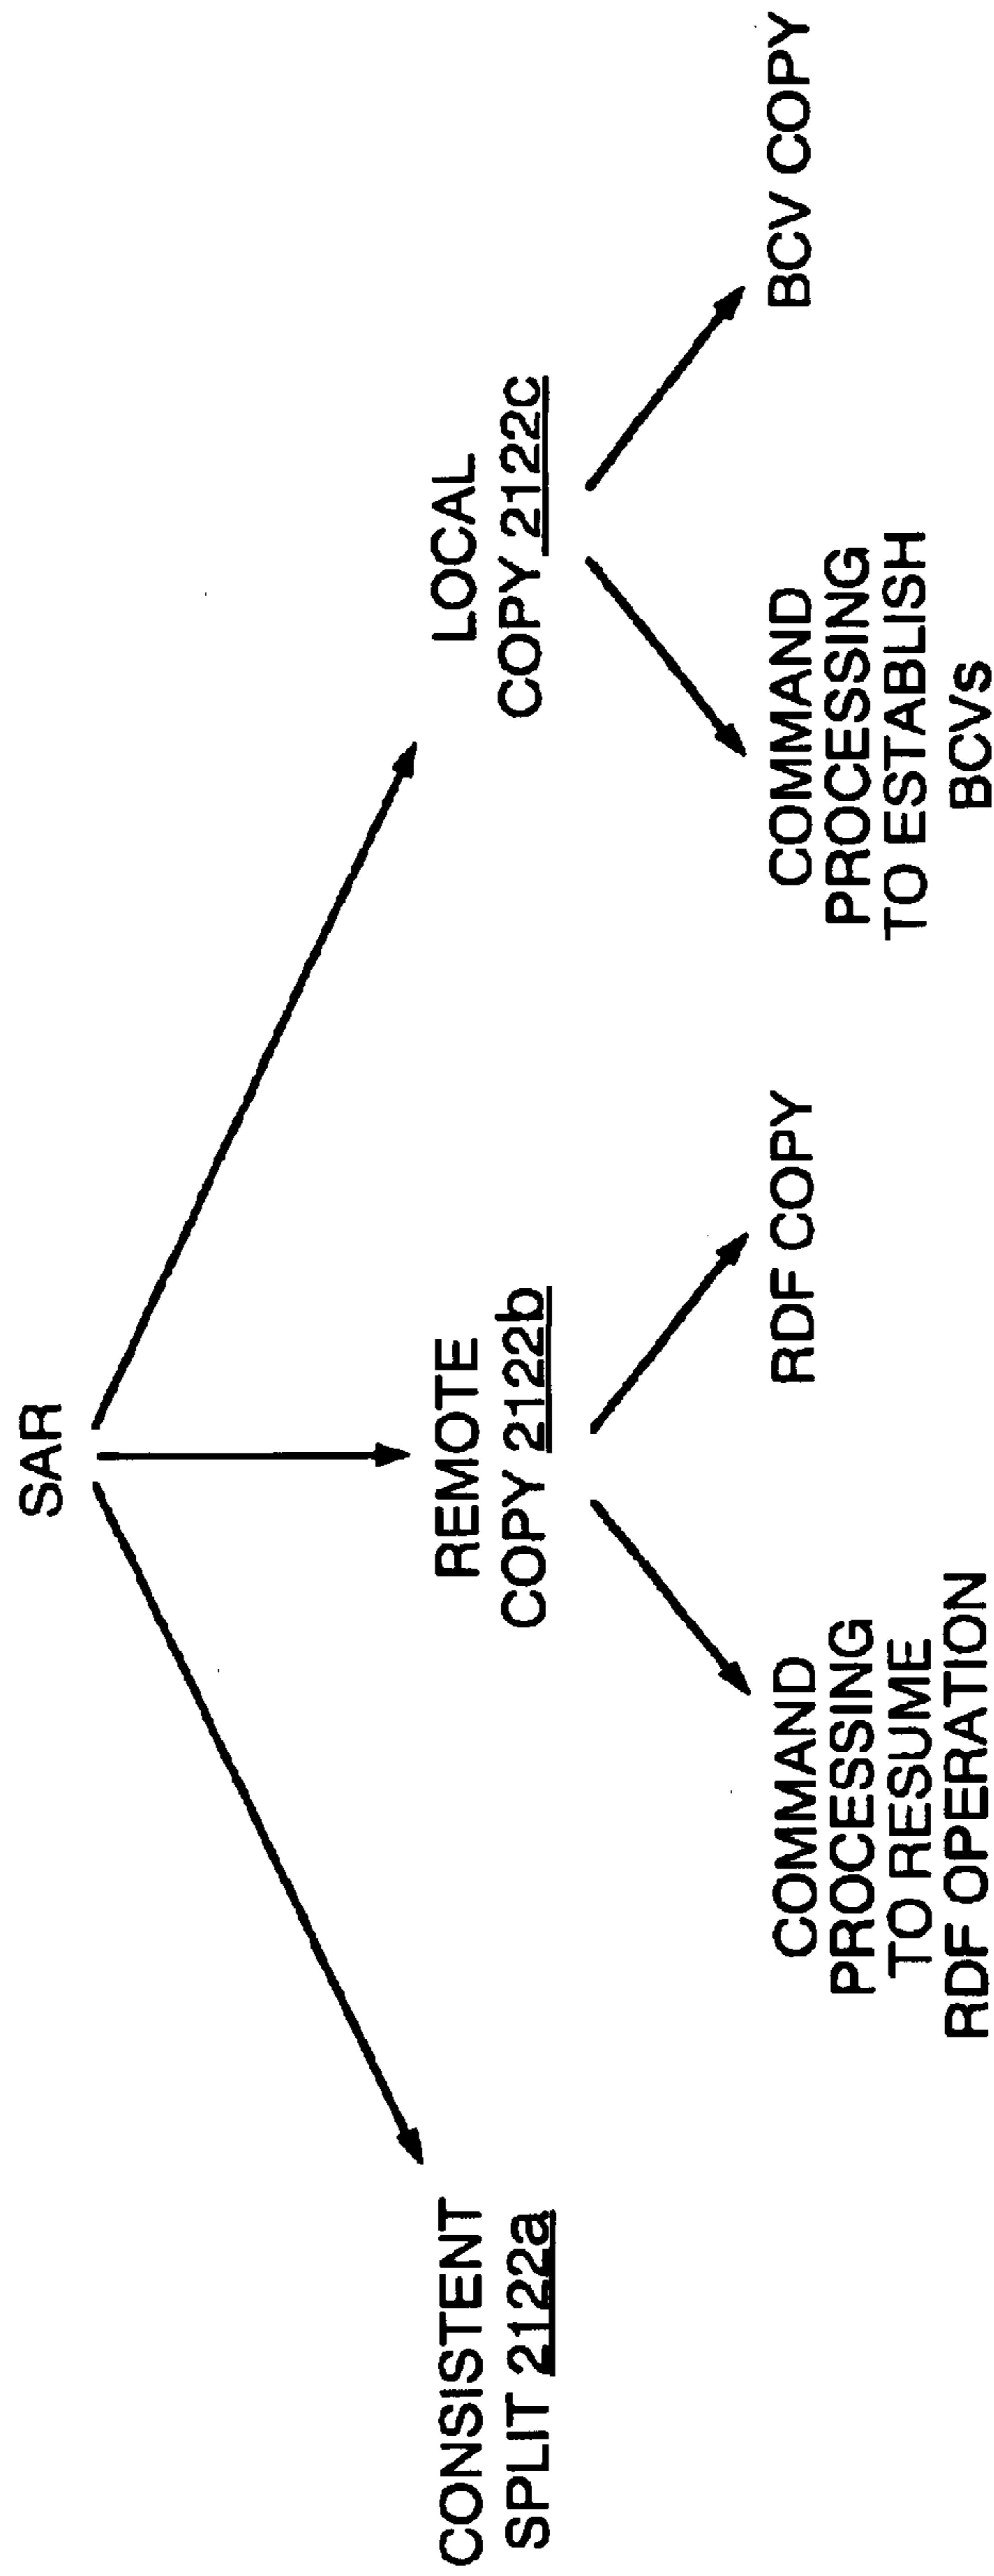 SAR
CONSISTENT
SPLIT 2122a
REMOTE
COPY 2122b
LOCAL
COPY 2122c
COMMAND
PROCESSING
TO RESUME
RDF OPERATION
RDF COPY
COMMAND
PROCESSING
TO ESTABLISH
BCVs
BCV COPY